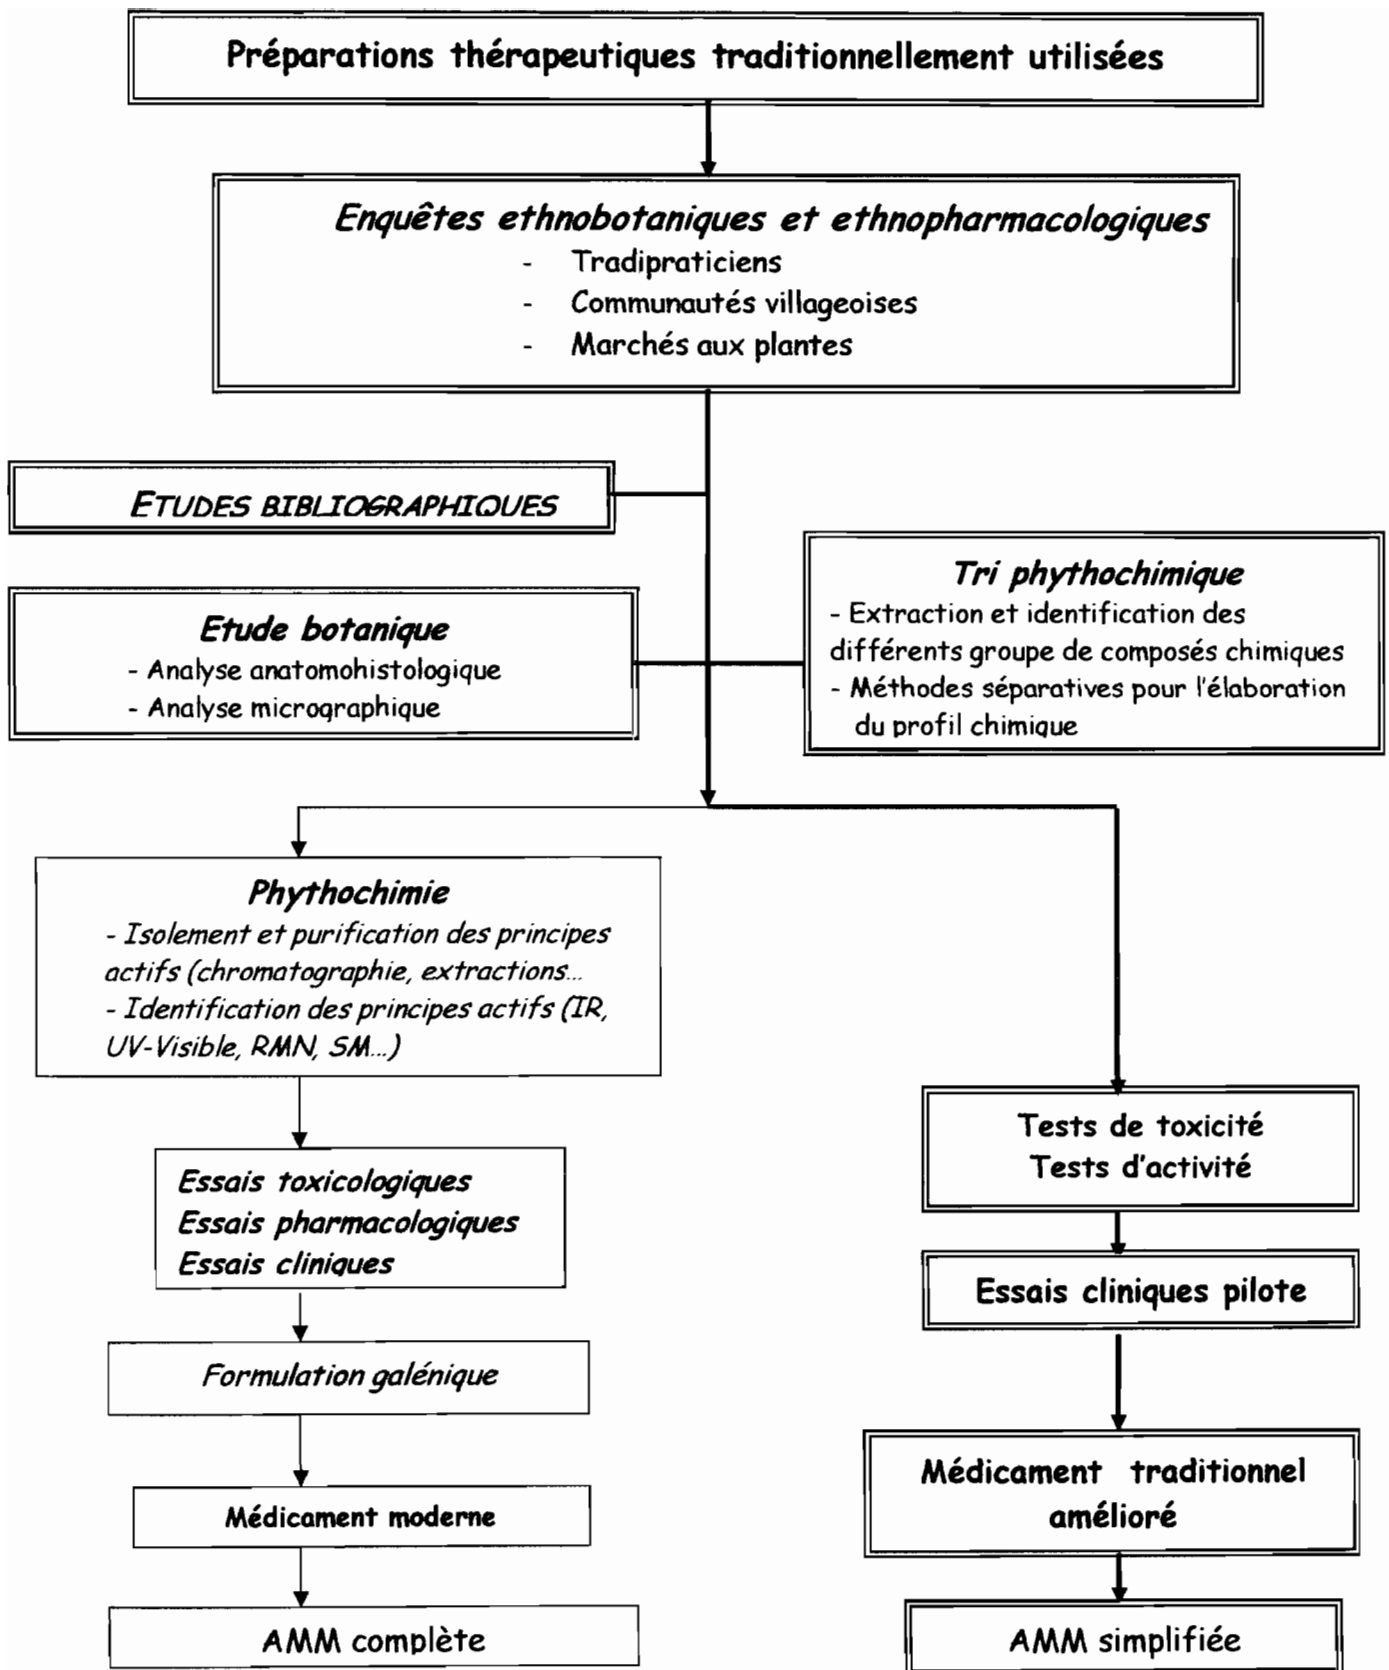 Préparations thérapeutiques traditionnellement utilisées
Enquêtes ethnobotaniques et ethnopharmacologiques
- Tradipraticiens
- Communautés villageoises
- Marchés aux plantes
ETUDES BIBLIOGRAPHIQUES
Etude botanique
- Analyse anatomohistologique
- Analyse micrographique
Tri phythochimique
- Extraction et identification des
différents groupe de composés chimiques
- Méthodes séparatives pour l'élaboration
du profil chimique
Phythochimie
- Isolement et purification des principes
actifs (chromatographie, extractions...
- Identification des principes actifs (IR,
UV-Visible, RMN, SM...)
Essais toxicologiques
Essais pharmacologiques
Essais cliniques
Formulation galénique
Médicament moderne
AMM complète
Tests de toxicité
Tests d'activité
Essais cliniques pilote
Médicament traditionnel
amélioré
AMM simplifiée